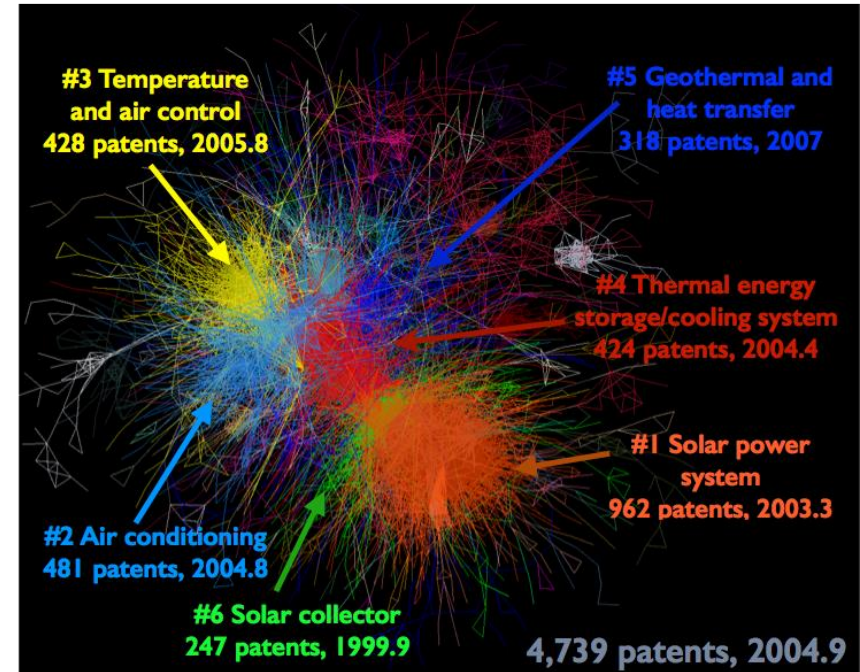 #3 Temperature
and air control
428 patents, 2005.8
#5 Geothermal and
heat transfer
318 patents, 2007
#4 Thermal energy
storage/cooling system
424 patents, 2004.4
#1 Solar power
system
962 patents, 2003.3
#2 Air conditioning
481 patents, 2004.8
#6 Solar collector
247 patents, 1999.9
4,739 patents, 2004.9